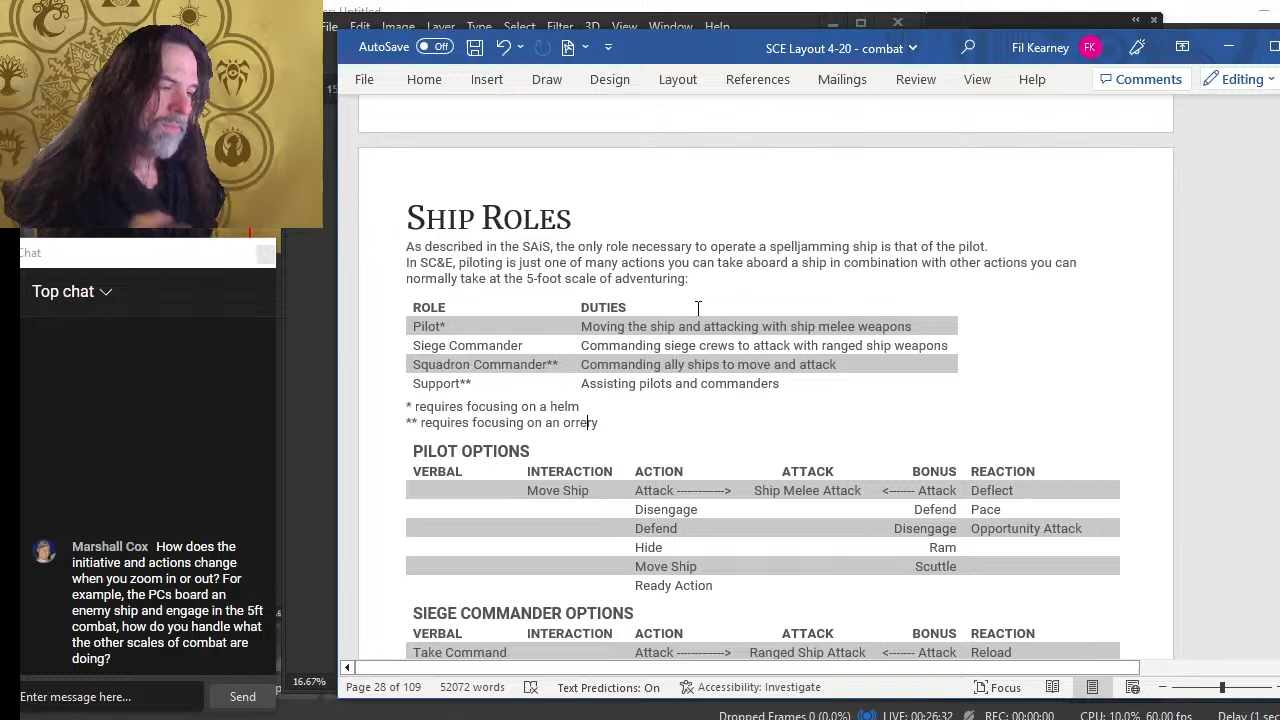 es: Untitled
File Edit Image Layer Type Select Filter 3D View Window Help
AutoSave Off
SCE Layout 4-20 - combat
Fil Kearney FK
File Home Insert Draw Design Layout References Mailings Review View Help Comments Editing
SHIP ROLES
As described in the SAiS, the only role necessary to operate a spelljamming ship is that of the pilot.
In SC&E, piloting is just one of many actions you can take aboard a ship in combination with other actions you can
normally take at the 5-foot scale of adventuring:
ROLE DUTIES
Pilot* Moving the ship and attacking with ship melee weapons
Siege Commander Commanding siege crews to attack with ranged ship weapons
Squadron Commander** Commanding ally ships to move and attack
Support** Assisting pilots and commanders
* requires focusing on a helm
** requires focusing on an orrery
PILOT OPTIONS
VERBAL INTERACTION ACTION ATTACK BONUS REACTION
Move Ship Attack -------------> Ship Melee Attack <------- Attack Deflect
Disengage Defend Pace
Defend Disengage Opportunity Attack
Hide Ram
Move Ship Scuttle
Ready Action
SIEGE COMMANDER OPTIONS
VERBAL INTERACTION ACTION ATTACK BONUS REACTION
Take Command Attack -------------> Ranged Ship Attack <------- Attack Reload
Page 28 of 109 52072 words Text Predictions: On Accessibility: Investigate Focus
Chat
Top chat
Marshall Cox How does the
initiative and actions change
when you zoom in or out? For
example, the PCs board an
enemy ship and engage in the 5ft
combat, how do you handle what
the other scales of combat are
doing?
Enter message here...
Send
16.67%
Dropped Frames 0 (0.0%) LIVE: 00:26:32 REC: 00:00:00 CPU: 10.0%, 60.00 fps Delay (1 sec